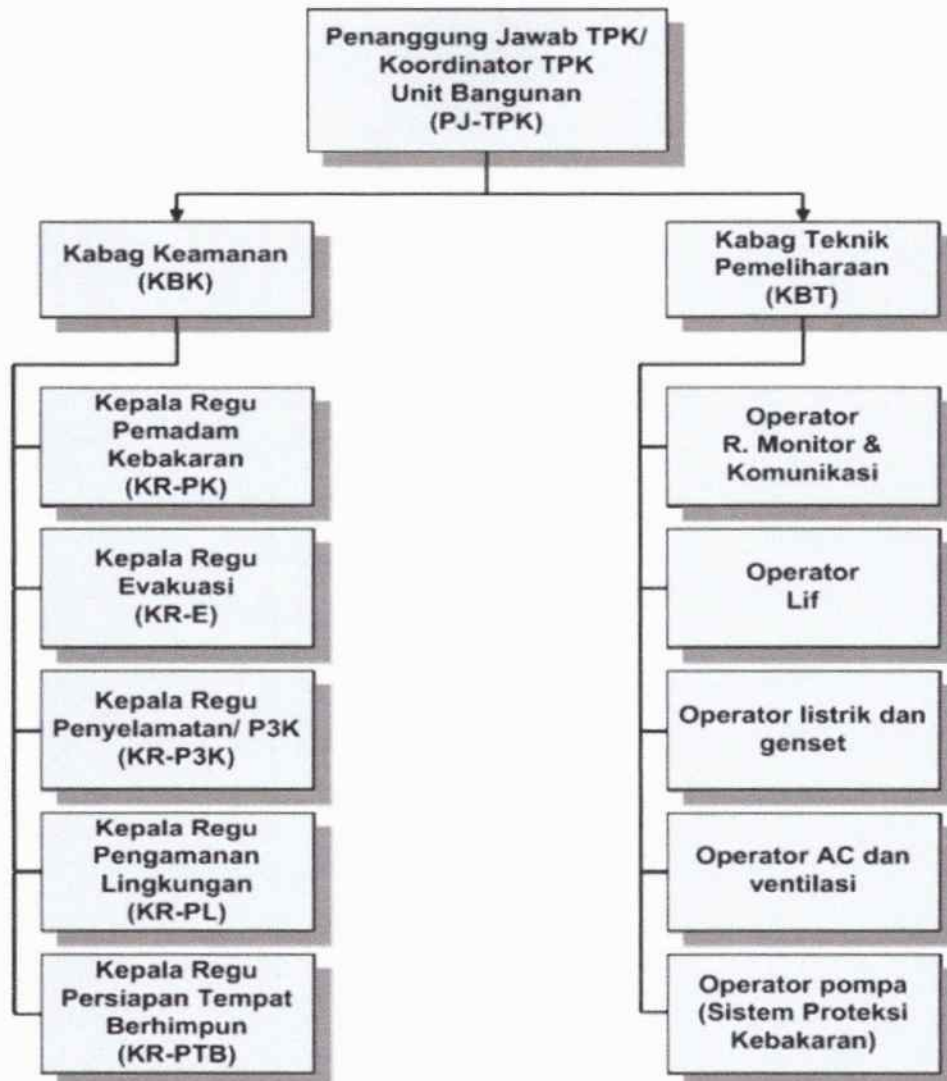 Penanggung Jawab TPK/
Koordinator TPK
Unit Bangunan
(PJ-TPK)
Kabag Keamanan
(KBK)
Kabag Teknik
Pemeliharaan
(KBT)
Kepala Regu
Pemadam
Kebakaran
(KR-PK)
Kepala Regu
Evakuasi
(KR-E)
Kepala Regu
Penyelamatan/ P3K
(KR-P3K)
Kepala Regu
Pengamanan
Lingkungan
(KR-PL)
Kepala Regu
Persiapan Tempat
Berhimpun
(KR-PTB)
Operator
R. Monitor &
Komunikasi
Operator
Lif
Operator listrik dan
genset
Operator AC dan
ventilasi
Operator pompa
(Sistem Proteksi
Kebakaran)